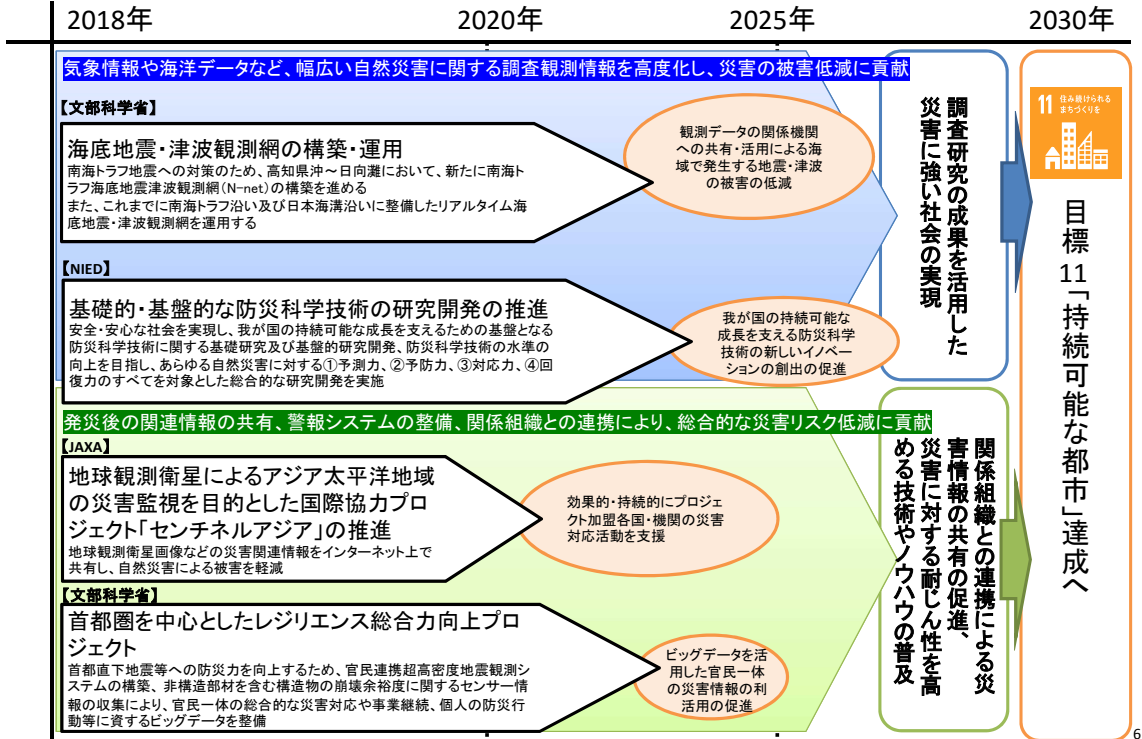 2018年
2020年
2025年
2030年
気象情報や海洋データなど、幅広い自然災害に関する調査観測情報を高度化し、災害の被害低減に貢献
【文部科学省】
海底地震・津波観測網の構築・運用
南海トラフ地震への対策のため、高知県沖～日向灘において、新たに南海ト
ラフ海底地震津波観測網(N-net)の構築を進める
また、これまでに南海トラフ沿い及び日本海溝沿いに整備したリアルタイム海
底地震・津波観測網を運用する
観測データの関係機関
への共有・活用による海
域で発生する地震・津波
の被害の低減
【NIED】
基礎的・基盤的な防災科学技術の研究開発の推進
安全・安心な社会を実現し、我が国の持続可能な成長を支えるための基盤となる
防災科学技術に関する基礎研究及び基盤的研究開発、防災科学技術の水準の
向上を目指し、あらゆる自然災害に対する①予測力、②予防力、③対応力、④回
復力のすべてを対象とした総合的な研究開発を実施
我が国の持続可能な
成長を支える防災科学
技術の新しいイノベー
ションの創出の促進
調査研究の成果を活用した
災害に強い社会の実現
発災後の関連情報の共有、警報システムの整備、関係組織との連携により、総合的な災害リスク低減に貢献
【JAXA】
地球観測衛星によるアジア太平洋地域
の災害監視を目的とした国際協力プロ
ジェクト「センチネルアジア」の推進
地球観測衛星画像などの災害関連情報をインターネット上で
共有し、自然災害による被害を軽減
効果的・持続的にプロジェ
クト加盟各国・機関の災害
対応活動を支援
【文部科学省】
首都圏を中心としたレジリエンス総合力向上プロ
ジェクト
首都直下地震等への防災力を向上するため、官民連携超高密度地震観測シ
ステムの構築、非構造部材を含む構造物の崩壊余裕度に関するセンサー情
報の収集により、官民一体の総合的な災害対応や事業継続、個人の防災行
動等に資するビッグデータを整備
ビッグデータを活
用した官民一体
の災害情報の利
活用の促進
関係組織との連携による災
害情報の共有の促進、
災害に対する耐じん性を高
める技術やノウハウの普及
11 住み続けられる
まちづくりを
目標11「持続可能な都市」達成へ
6